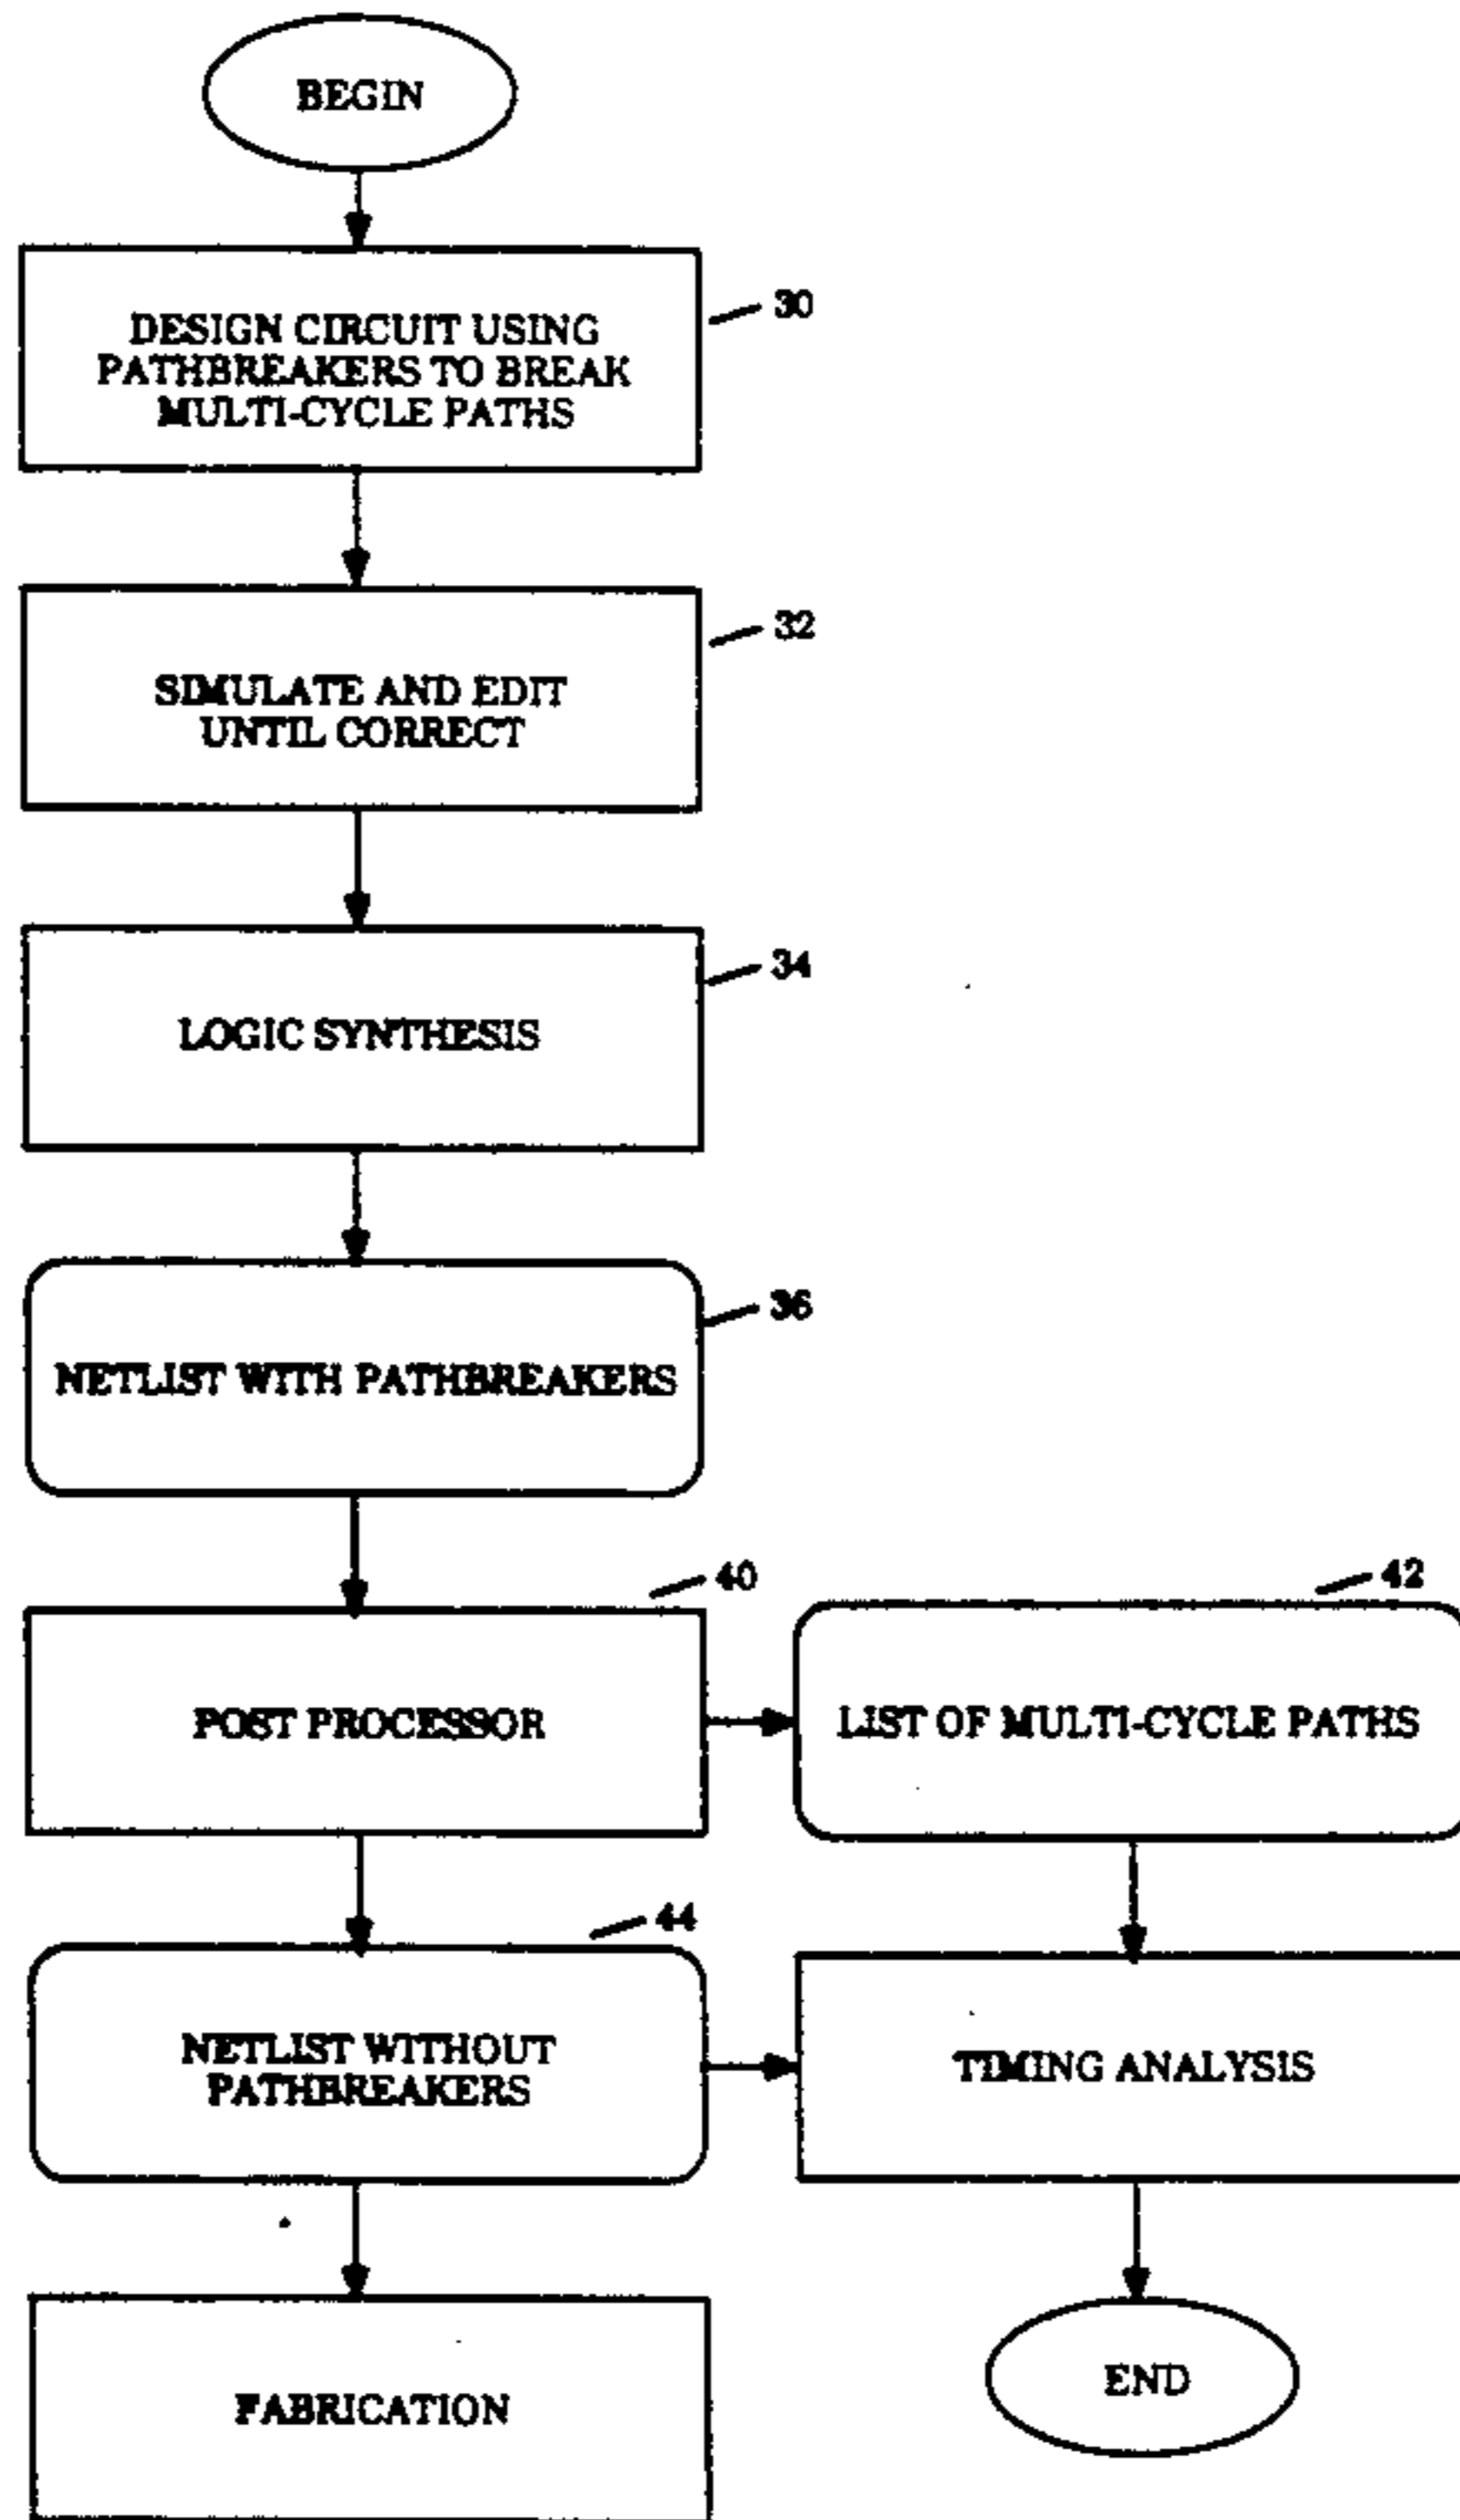 BEGIN
30
DESIGN CIRCUIT USING
PATHBREAKERS TO BREAK
MULTI-CYCLE PATHS
32
SIMULATE AND EDIT
UNTIL CORRECT
34
LOGIC SYNTHESIS
36
NETLIST WITH PATHBREAKERS
40
42
POST PROCESSOR
LIST OF MULTI-CYCLE PATHS
44
NETLIST WITHOUT
PATHBREAKERS
TIMING ANALYSIS
FABRICATION
END